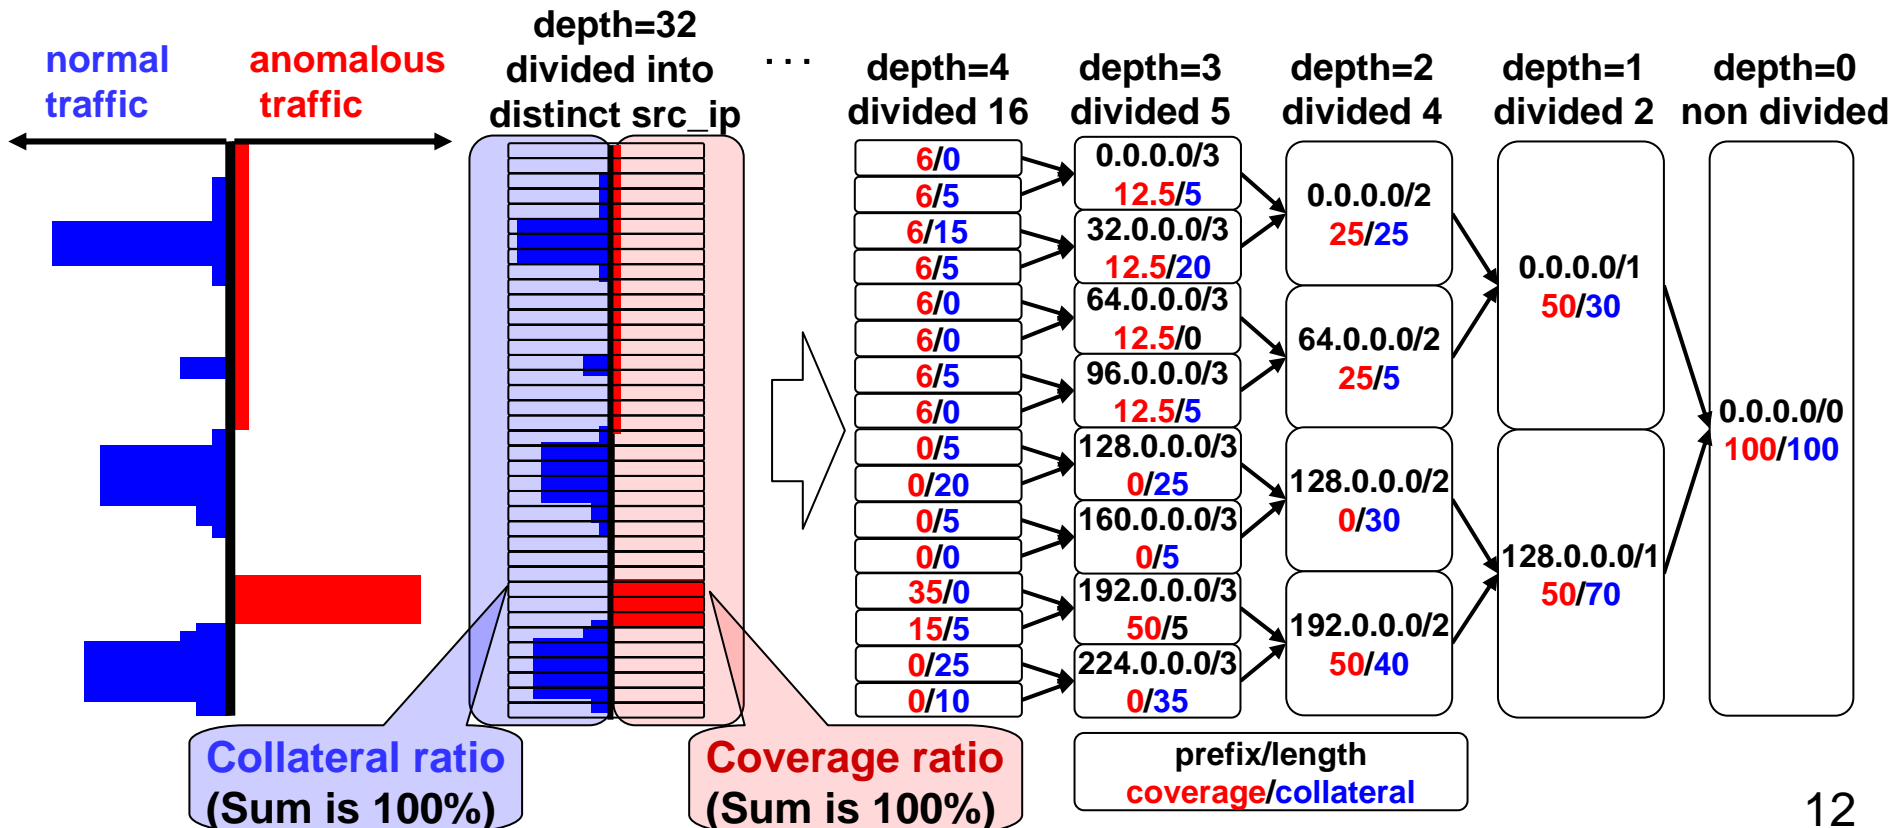 normal
traffic
anomalous
traffic
depth=32
divided into
distinct src_ip
...
depth=4
divided 16
depth=3
divided 5
depth=2
divided 4
depth=1
divided 2
depth=0
non divided
6/0
6/5
6/15
6/5
6/0
6/0
6/5
6/0
0/5
0/20
0/5
0/0
35/0
15/5
0/25
0/10
0.0.0.0/3
12.5/5
32.0.0.0/3
12.5/20
64.0.0.0/3
12.5/0
96.0.0.0/3
12.5/5
128.0.0.0/3
0/25
160.0.0.0/3
0/5
192.0.0.0/3
50/5
224.0.0.0/3
0/35
0.0.0.0/2
25/25
64.0.0.0/2
25/5
128.0.0.0/2
0/30
192.0.0.0/2
50/40
0.0.0.0/1
50/30
128.0.0.0/1
50/70
0.0.0.0/0
100/100
Collateral ratio
(Sum is 100%)
Coverage ratio
(Sum is 100%)
prefix/length
coverage/collateral
12